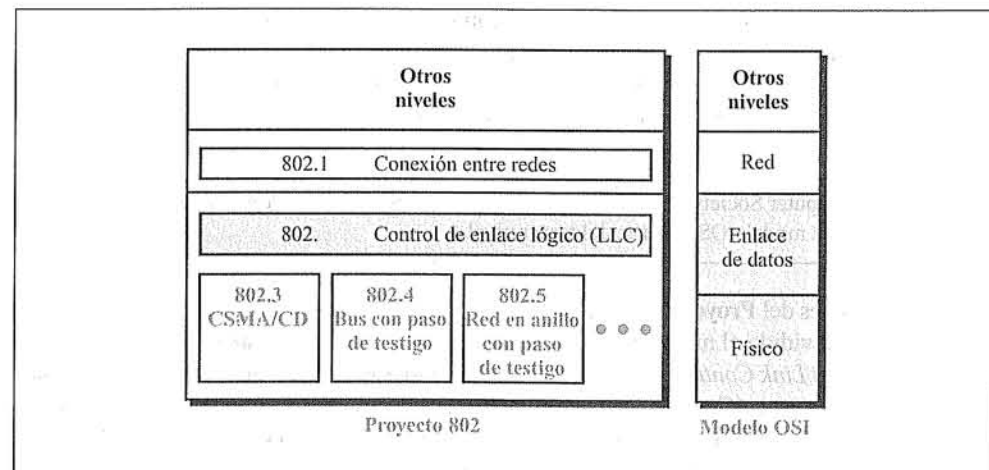 Otros
niveles
802.1 Conexión entre redes
802. Control de enlace lógico (LLC)
802.3
CSMA/CD
802.4
Bus con paso
de testigo
802.5
Red en anillo
con paso
de testigo
Proyecto 802
Otros
niveles
Red
Enlace
de datos
Físico
Modelo OSI